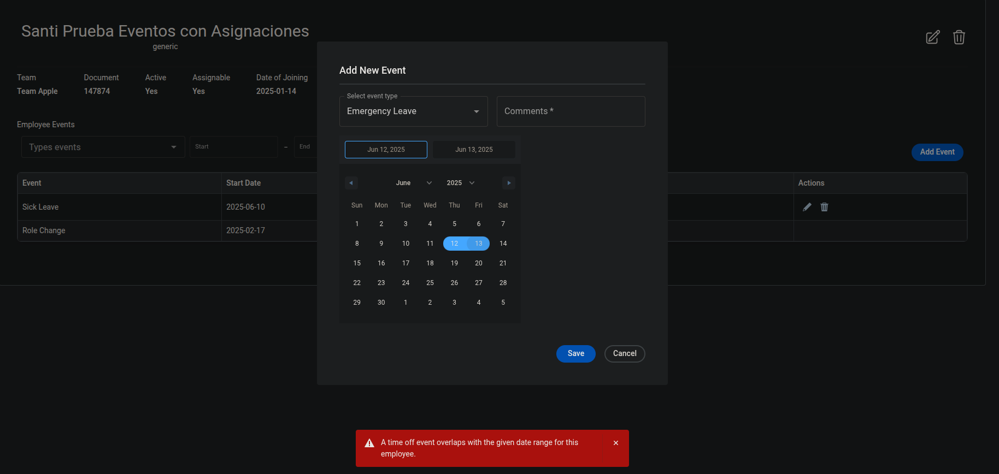 Santi Prueba Eventos con Asignaciones
generic
Team
Document
Active
Assignable
Date of Joining
Team Apple
147874
Yes
Yes
2025-01-14
Employee Events
Types events
Start
–
End
Add Event
Event
Start Date
Actions
Sick Leave
2025-06-10
Role Change
2025-02-17
Add New Event
Select event type
Emergency Leave
Comments *
Jun 12, 2025
Jun 13, 2025
June
2025
Sun Mon Tue Wed Thu Fri Sat
1 2 3 4 5 6 7
8 9 10 11 12 13 14
15 16 17 18 19 20 21
22 23 24 25 26 27 28
29 30 1 2 3 4 5
Save
Cancel
A time off event overlaps with the given date range for this
employee.